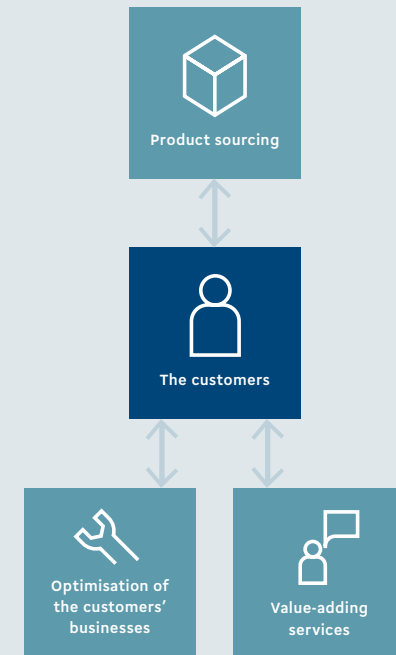 Product sourcing
The customers
Optimisation of
the customers’
businesses
Value-adding
services